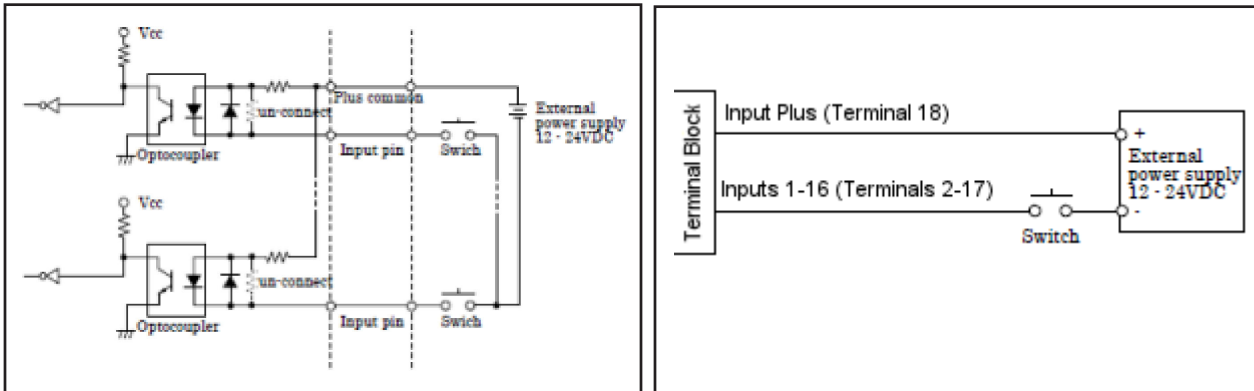 Vcc
un-connect
Plus common
External
power supply
12 - 24VDC
Optocoupler
Input pin
Swich
Vcc
un-connect
Optocoupler
Input pin
Swich
Terminal Block
Input Plus (Terminal 18)
+
External
power supply
12 - 24VDC
Inputs 1-16 (Terminals 2-17)
-
Switch